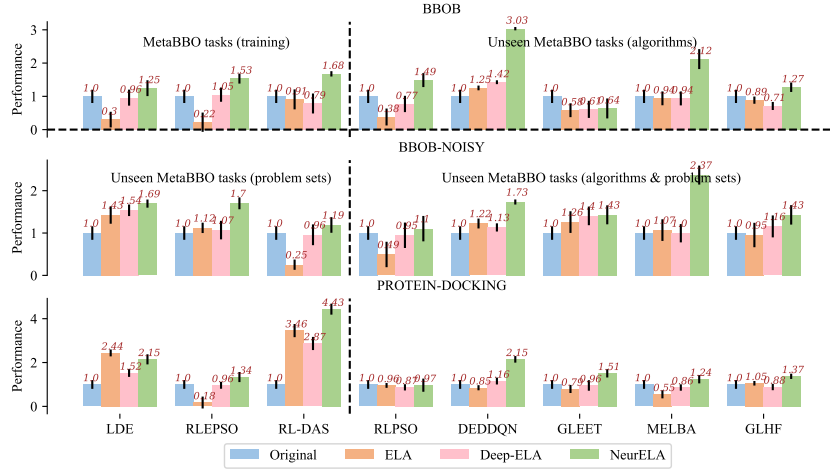 BBOB
MetaBBO tasks (training)
Unseen MetaBBO tasks (algorithms)
Performance
3
2
1
0
1.0 0.3 0.96 1.25
1.0 0.22 1.05 1.53
1.0 0.91 0.79 1.68
1.0 0.38 0.77 1.49
1.0 1.25 1.42 3.03
1.0 0.58 0.61 0.64
1.0 0.94 0.94 2.12
1.0 0.89 0.71 1.27
BBOB-NOISY
Unseen MetaBBO tasks (problem sets)
Unseen MetaBBO tasks (algorithms & problem sets)
Performance
2
1
0
1.0 1.43 1.54 1.69
1.0 1.12 1.07 1.7
1.0 0.25 0.96 1.19
1.0 0.49 0.95 1.1
1.0 1.22 1.13 1.73
1.0 1.26 1.4 1.43
1.0 1.07 1.0 2.37
1.0 0.95 1.16 1.43
PROTEIN-DOCKING
Performance
4
2
0
1.0 2.44 1.52 2.15
1.0 0.18 0.96 1.34
1.0 3.46 2.87 4.43
1.0 0.96 0.87 0.97
1.0 0.85 1.16 2.15
1.0 0.79 0.96 1.51
1.0 0.55 0.86 1.24
1.0 1.05 0.88 1.37
LDE RLEPSO RL-DAS RLPSO DEDDQN GLEET MELBA GLHF
Original ELA Deep-ELA NeurELA